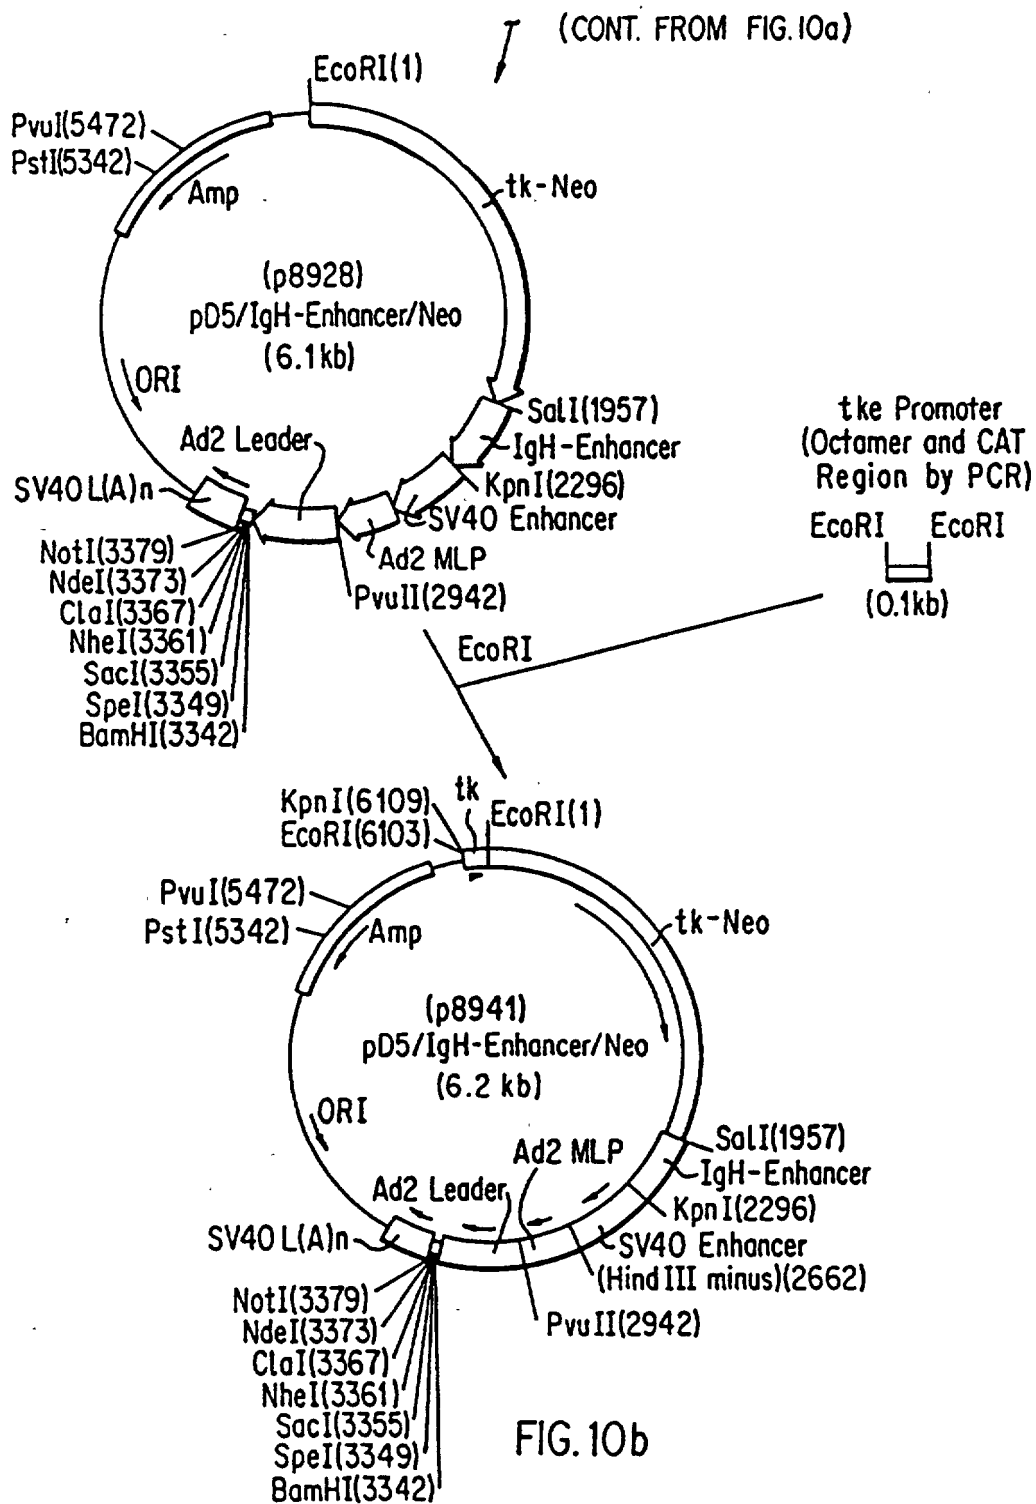 (CONT. FROM FIG.10a)
EcoRI(1)
PvuI(5472)
PstI(5342)
Amp
tk-Neo
(p8928)
pD5/IgH-Enhancer/Neo
(6.1kb)
ORI
Ad2 Leader
SalI(1957)
IgH-Enhancer
KpnI(2296)
SV40 Enhancer
Ad2 MLP
PvuII(2942)
SV40 L(A)n
NotI(3379)
NdeI(3373)
ClaI(3367)
NheI(3361)
SacI(3355)
SpeI(3349)
BamHI(3342)
tke Promoter
(Octamer and CAT
Region by PCR)
EcoRI EcoRI
(0.1kb)
EcoRI
KpnI(6109)
tk
EcoRI(1)
EcoRI(6103)
PvuI(5472)
PstI(5342)
Amp
tk-Neo
(p8941)
pD5/IgH-Enhancer/Neo
(6.2 kb)
ORI
Ad2 MLP
Ad2 Leader
SalI(1957)
IgH-Enhancer
KpnI(2296)
SV40 Enhancer
(Hind III minus)(2662)
PvuII(2942)
SV40 L(A)n
NotI(3379)
NdeI(3373)
ClaI(3367)
NheI(3361)
SacI(3355)
SpeI(3349)
BamHI(3342)
FIG. 10b